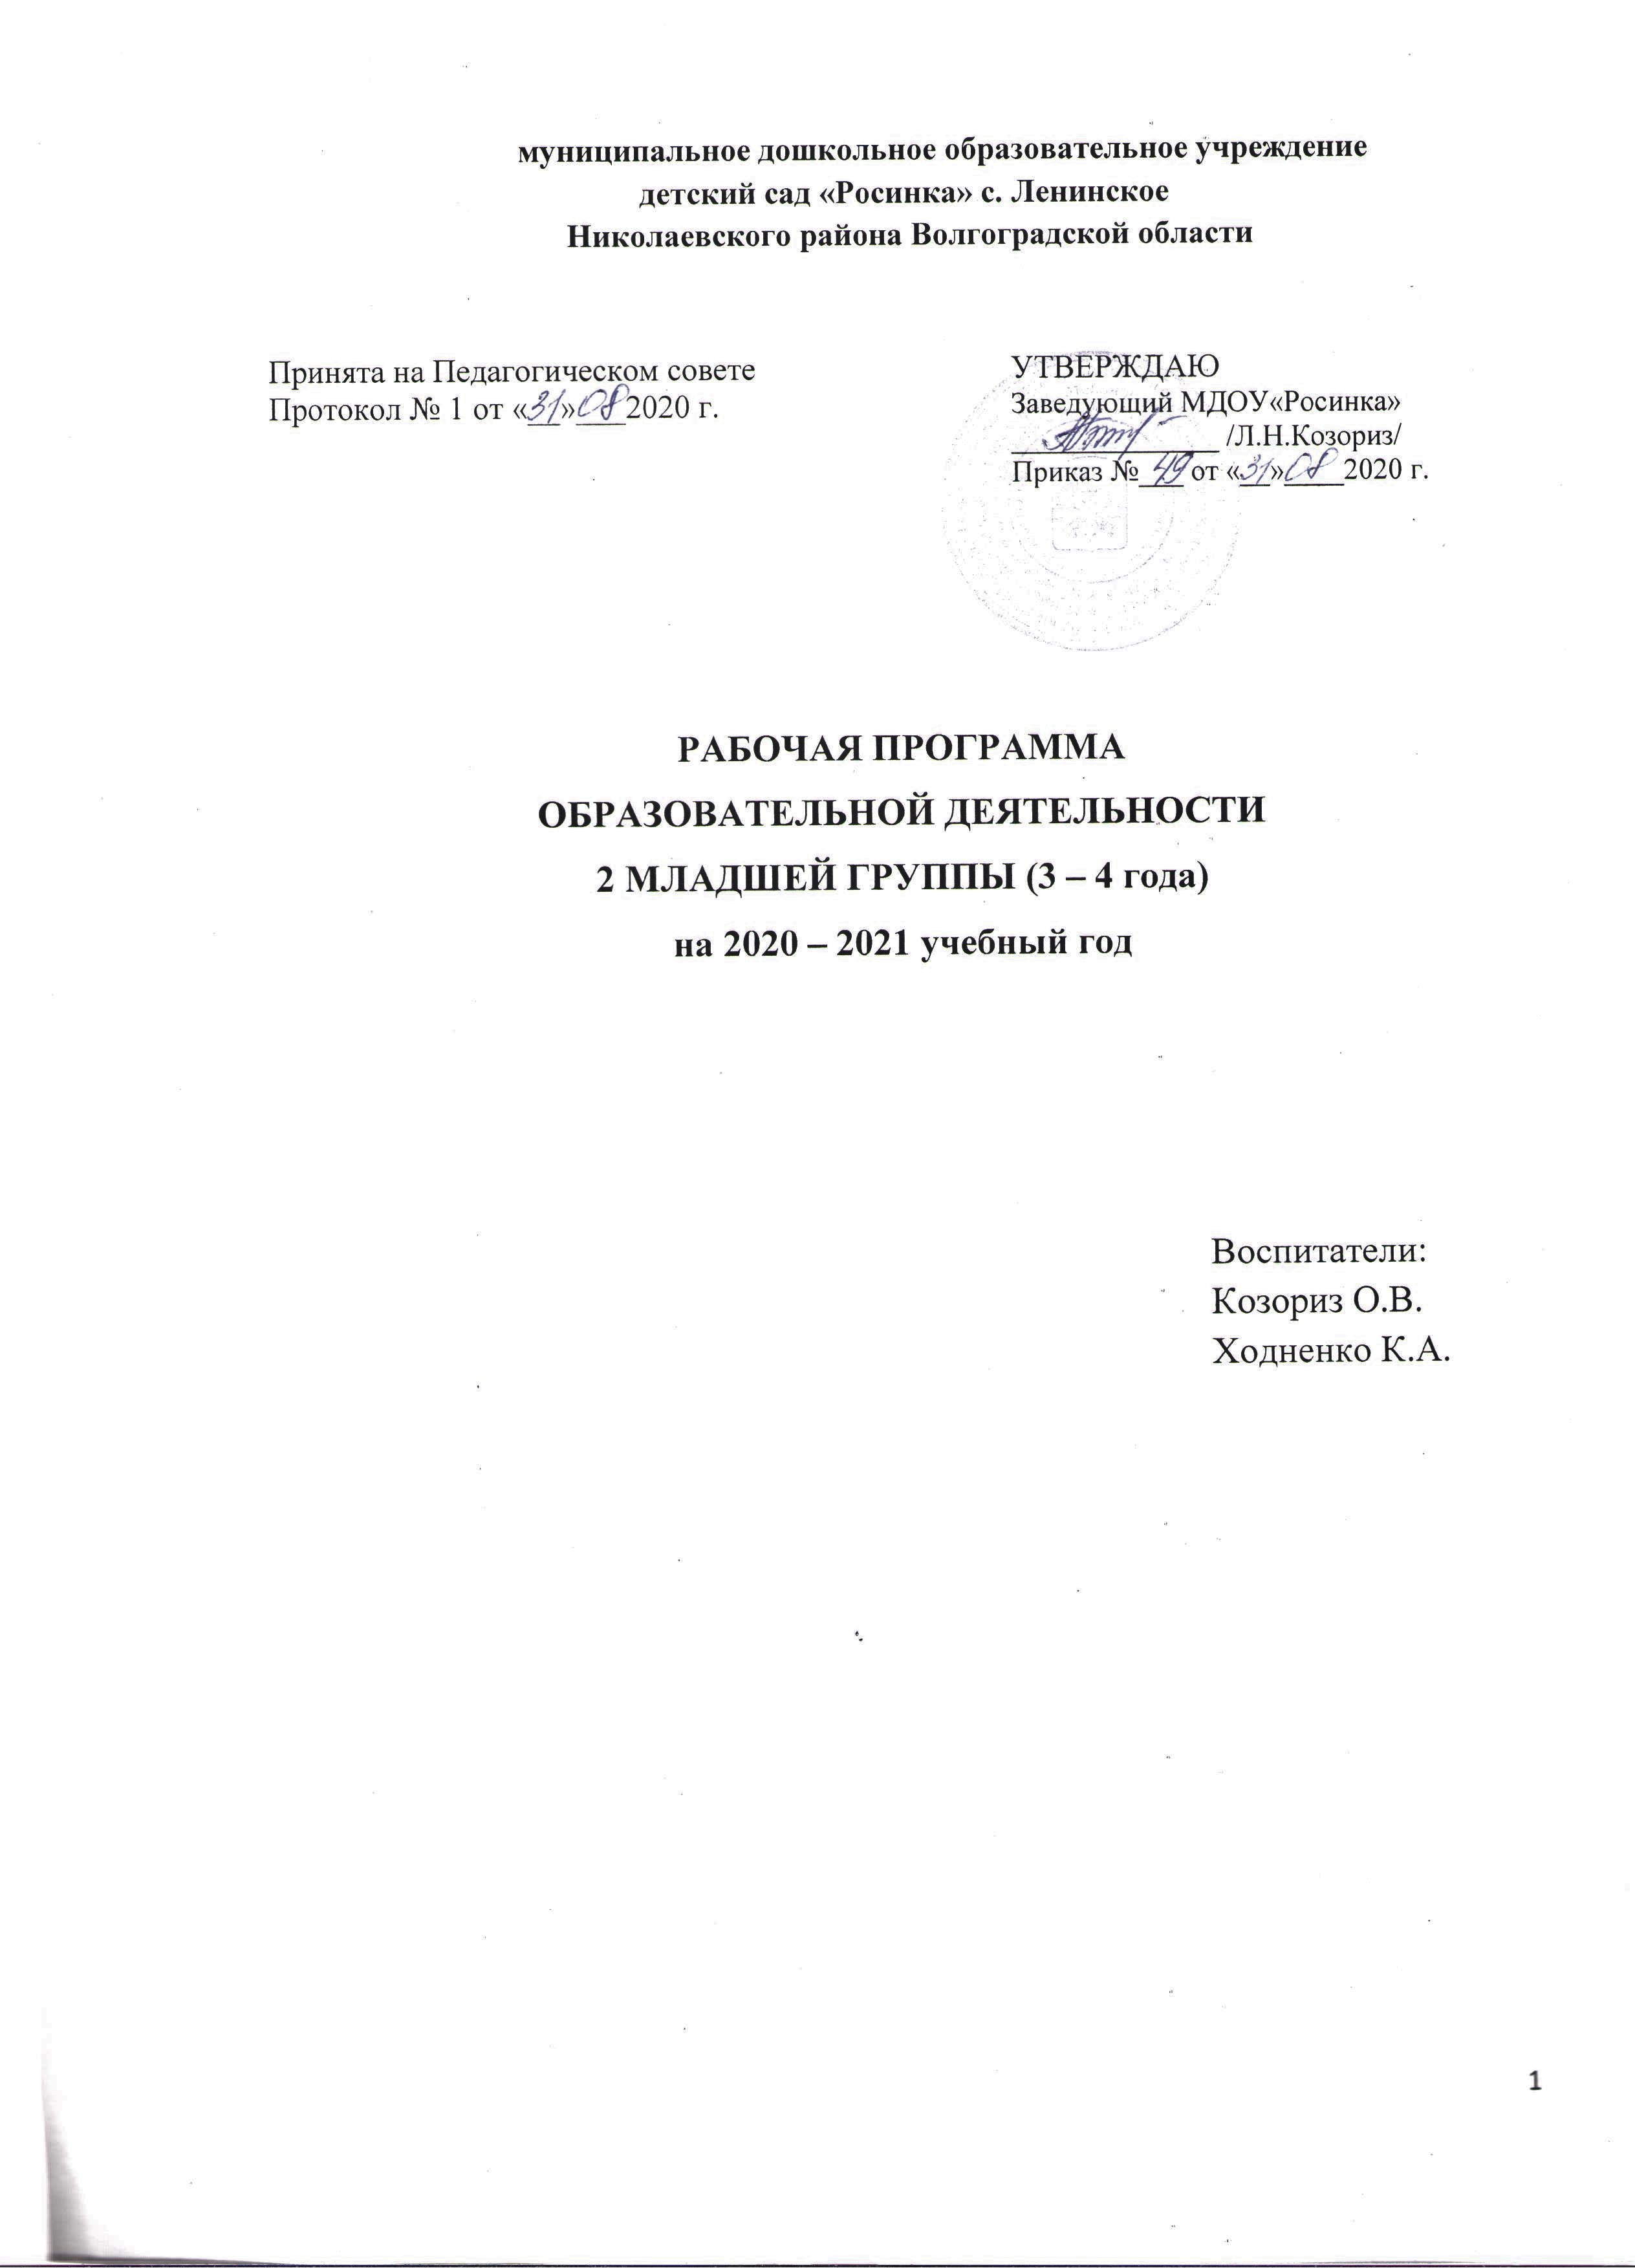 муниципальное дошкольное образовательное учреждение
детский сад «Росинка» с. Ленинское
Николаевского района Волгоградской области
Принята на Педагогическом совете
Протокол № 1 от «31» 08 2020 г.
УТВЕРЖДАЮ
Заведующий МДОУ«Росинка»
/Л.Н.Козориз/
Приказ № 49 от «31» 08 2020 г.
РАБОЧАЯ ПРОГРАММА
ОБРАЗОВАТЕЛЬНОЙ ДЕЯТЕЛЬНОСТИ
2 МЛАДШЕЙ ГРУППЫ (3 – 4 года)
на 2020 – 2021 учебный год
Воспитатели:
Козориз О.В.
Ходненко К.А.
1